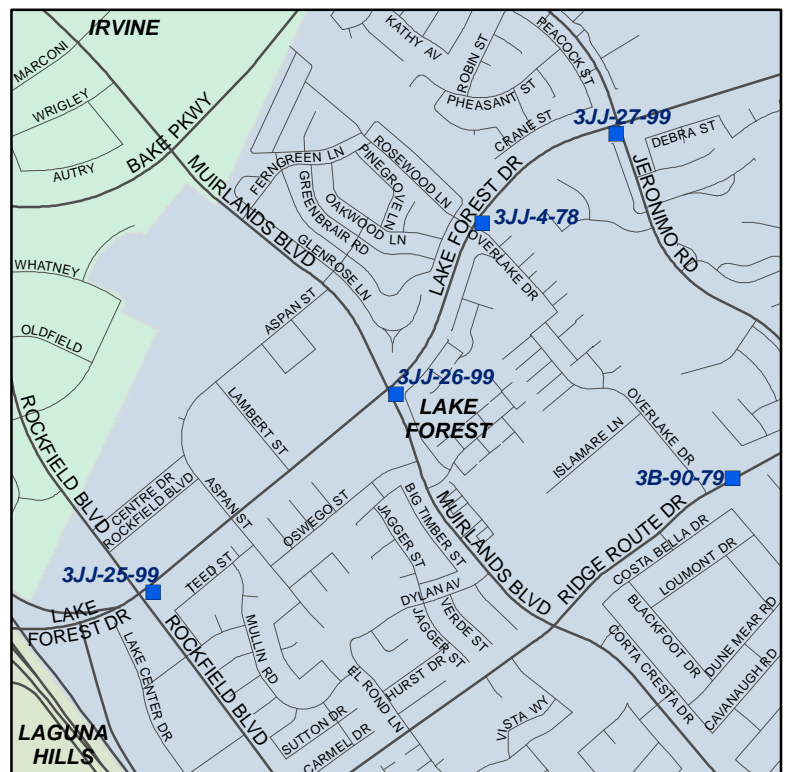 IRVINE
MARCONI
WRIGLEY
AUTRY
BAKE PKWY
KATHY AV
ROBIN ST
PHEASANT ST
PEACOCK ST
CRANE ST
3JJ-27-99
DEBRA ST
JERONIMO RD
MUIRLANDS BLVD
FERNGREEN LN
ROSEWOOD LN
PINEGROVE LN
OAKWOOD LN
GREENBRAIR RD
GLENROSE LN
LAKE FOREST DR
3JJ-4-78
OVERLAKE DR
WHATNEY
OLDFIELD
ASPAN ST
3JJ-26-99
LAKE
FOREST
LAMBERT ST
ROCKFIELD BLVD
CENTRE DR
ROCKFIELD BLVD
ASPAN ST
OSWEGO ST
ISLAMARE LN
OVERLAKE DR
3B-90-79
RIDGE ROUTE DR
BIG TIMBER ST
JAGGER ST
MUIRLANDS BLVD
3JJ-25-99
TEED ST
DYLAN AV
VERDE ST
JAGGER ST
COSTA BELLA DR
LOUMONT DR
BLACKFOOT DR
DUNE MEAR RD
LAKE
FOREST DR
LAKE CENTER DR
ROCKFIELD BLVD
MULLIN RD
HURST DR
EL ROND LN
CORTA CRESTA DR
CAVANAUGH RD
SUTTON DR
CARMEL DR
VISTA WY
LAGUNA
HILLS